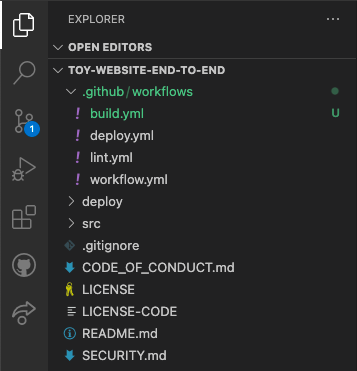 EXPLORER
OPEN EDITORS
TOY-WEBSITE-END-TO-END
.github/workflows
! build.yml U
! deploy.yml
! lint.yml
1
! workflow.yml
deploy
src
.gitignore
CODE_OF_CONDUCT.md
LICENSE
LICENSE-CODE
README.md
SECURITY.md